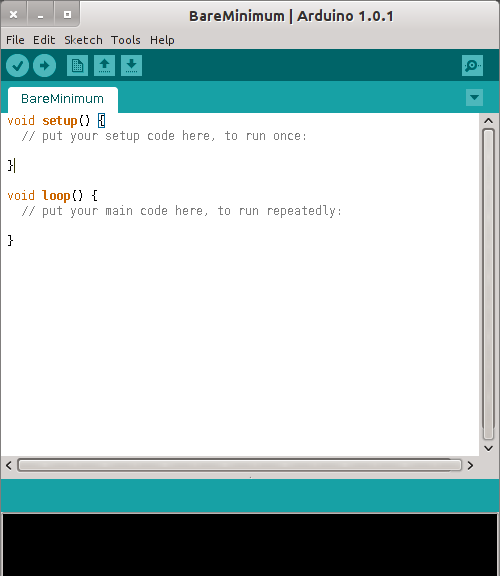 BareMinimum | Arduino 1.0.1
File Edit Sketch Tools Help
BareMinimum
void setup() {
  // put your setup code here, to run once:
}
void loop() {
  // put your main code here, to run repeatedly:
}